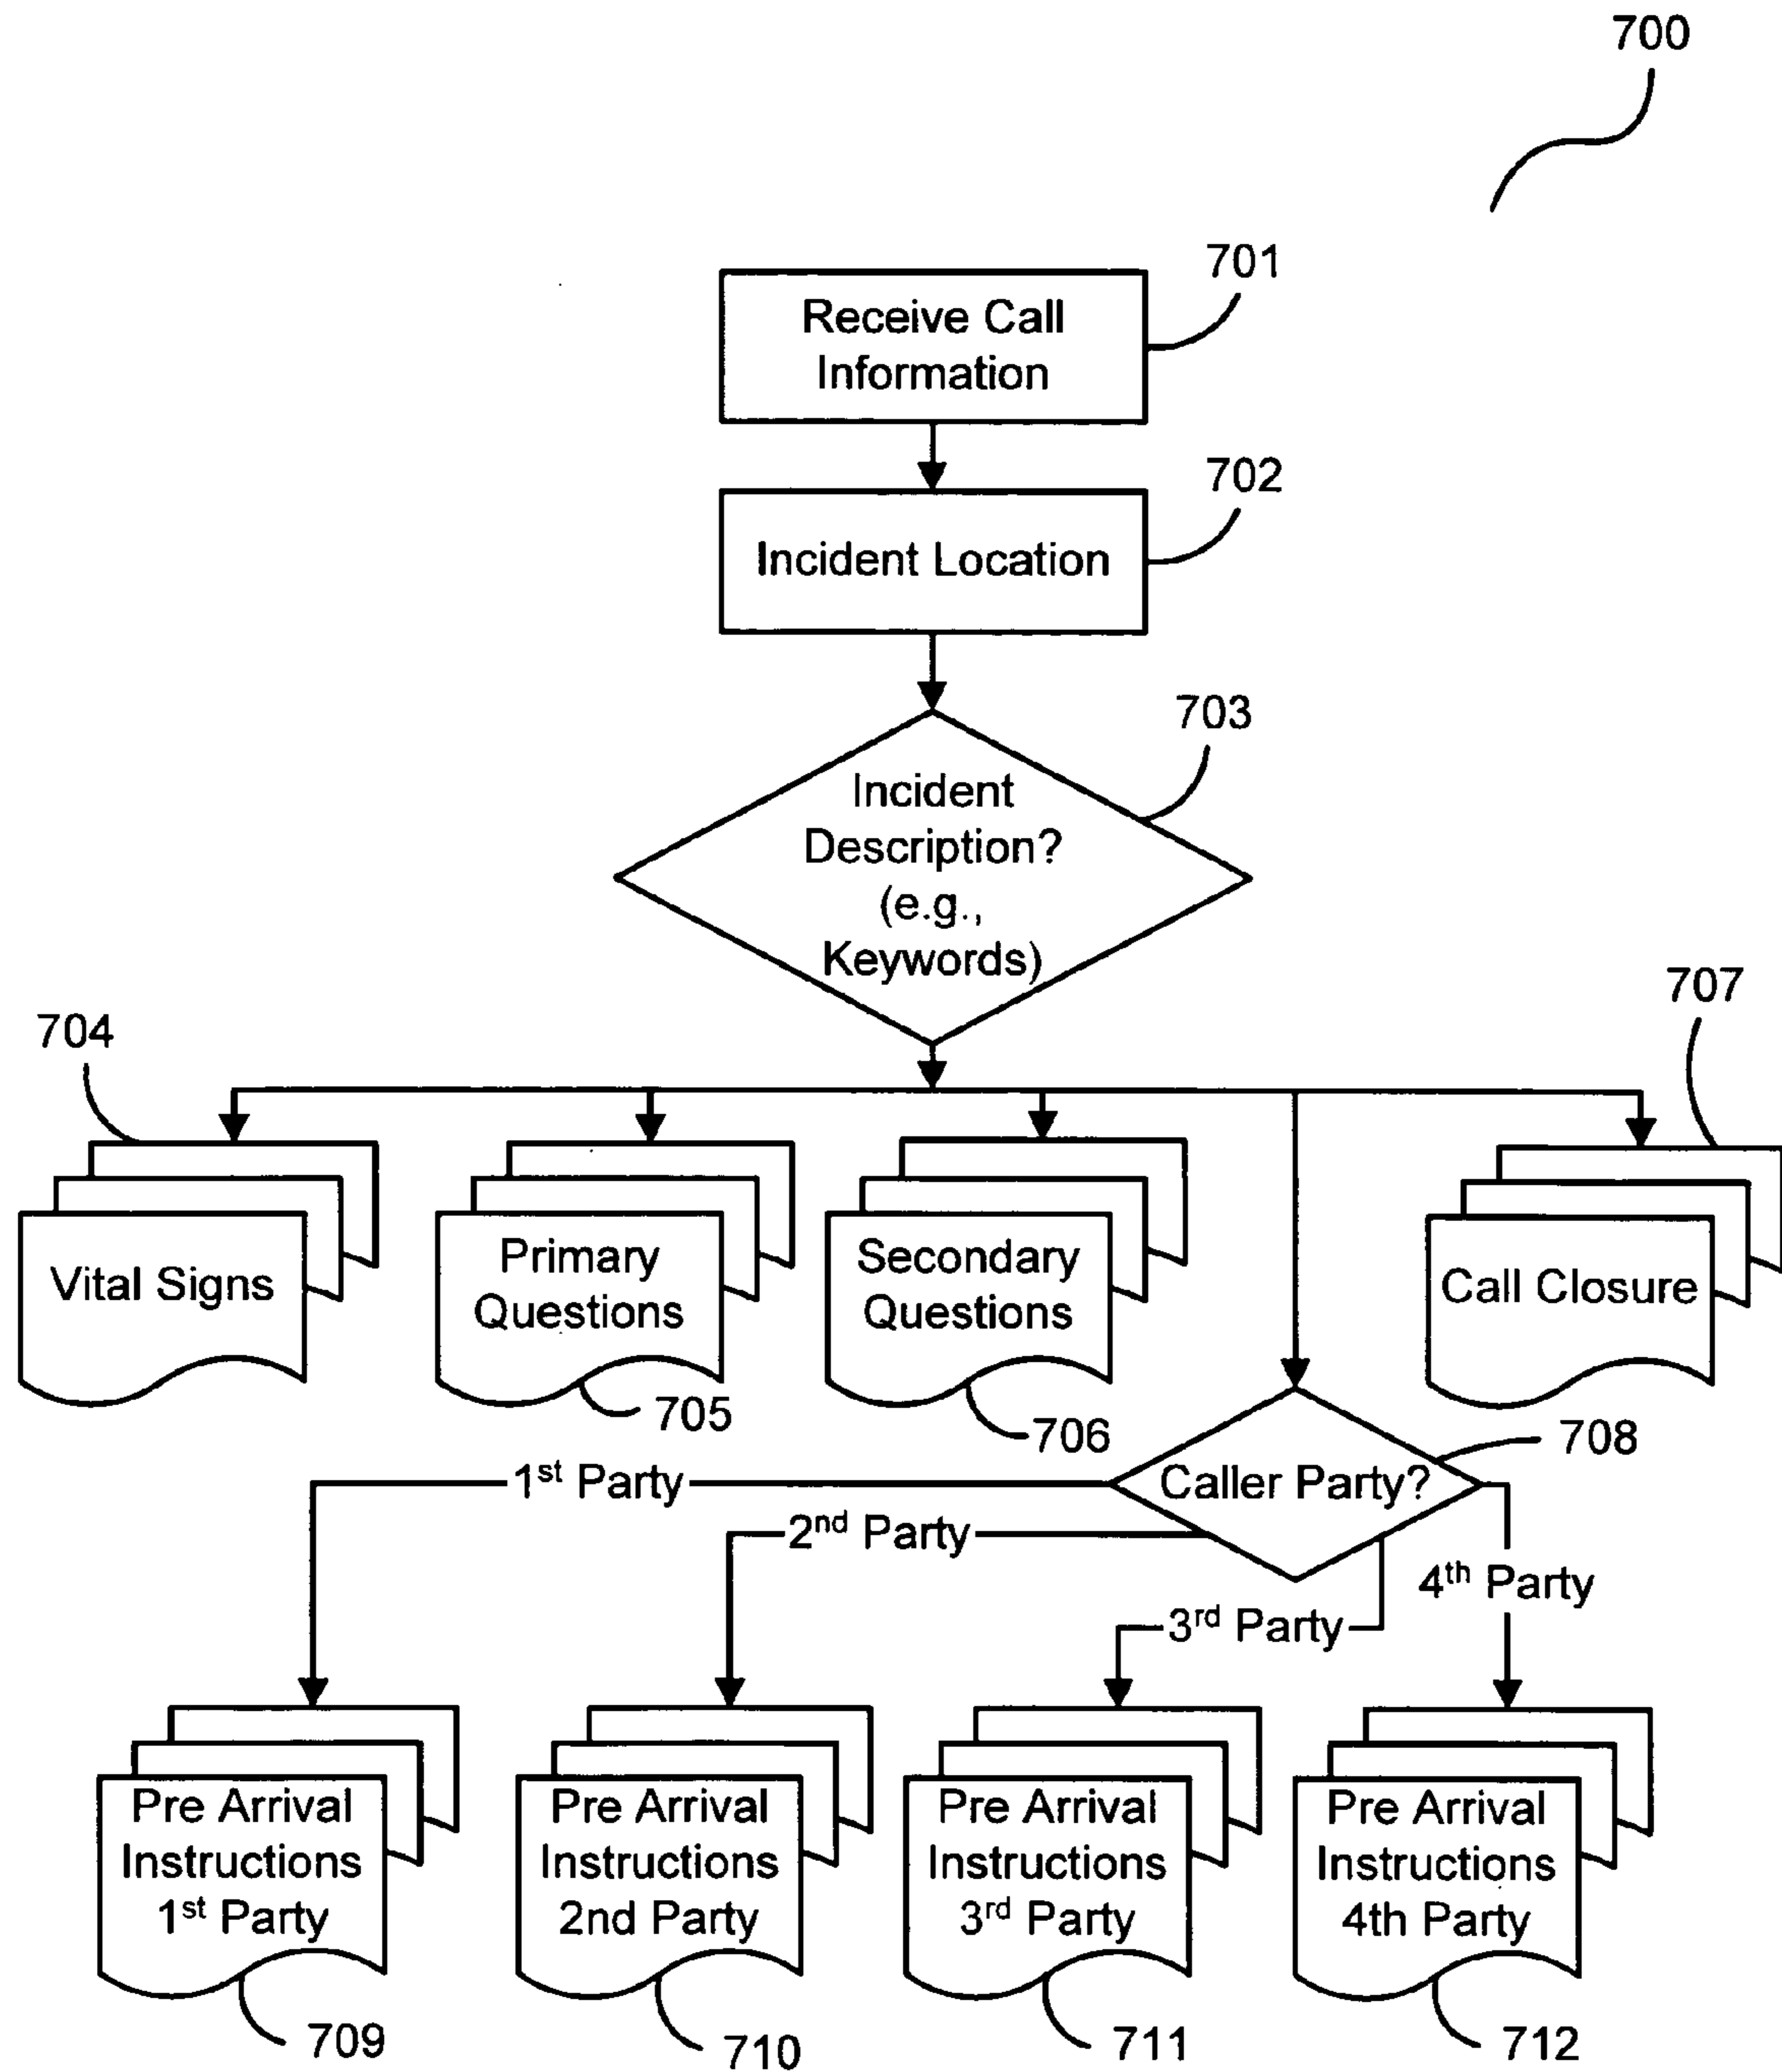 700
701
Receive Call
Information
702
Incident Location
703
Incident
Description?
(e.g.,
Keywords)
704
707
Vital Signs
Primary
Questions
Secondary
Questions
Call Closure
705
706
708
Caller Party?
1st Party
2nd Party
3rd Party
4th Party
Pre Arrival
Instructions
1st Party
Pre Arrival
Instructions
2nd Party
Pre Arrival
Instructions
3rd Party
Pre Arrival
Instructions
4th Party
709
710
711
712